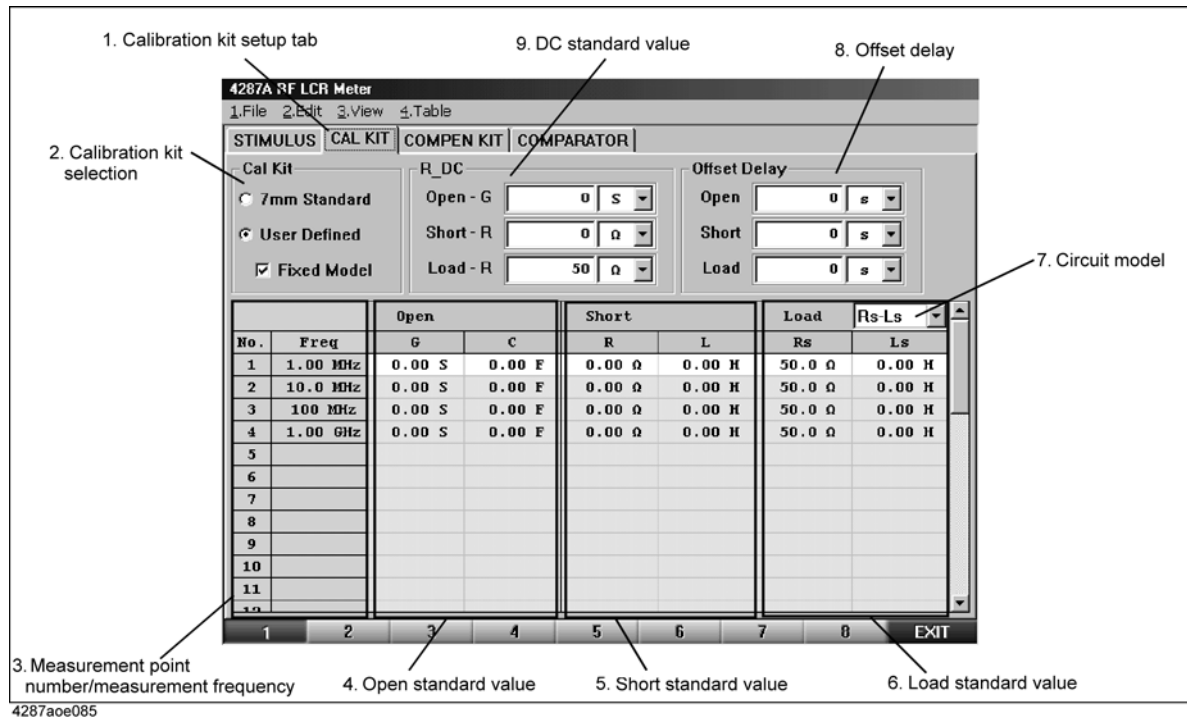 1. Calibration kit setup tab
9. DC standard value
8. Offset delay
4287A RF LCR Meter
1.File 2.Edit 3.View 4.Table
STIMULUS CAL KIT COMPEN KIT COMPARATOR
2. Calibration kit
selection
Cal Kit R_DC Offset Delay
7mm Standard Open - G 0 S Open 0 s
User Defined Short - R 0 Ω Short 0 s
Fixed Model Load - R 50 Ω Load 0 s
7. Circuit model
Open Short Load Rs-Ls
No. Freq G C R L Rs Ls
1 1.00 MHz 0.00 S 0.00 F 0.00 Ω 0.00 H 50.0 Ω 0.00 H
2 10.0 MHz 0.00 S 0.00 F 0.00 Ω 0.00 H 50.0 Ω 0.00 H
3 100 MHz 0.00 S 0.00 F 0.00 Ω 0.00 H 50.0 Ω 0.00 H
4 1.00 GHz 0.00 S 0.00 F 0.00 Ω 0.00 H 50.0 Ω 0.00 H
5
6
7
8
9
10
11
12
1 2 3 4 5 6 7 8 EXIT
3. Measurement point
number/measurement frequency
4. Open standard value
5. Short standard value
6. Load standard value
4287aoe085